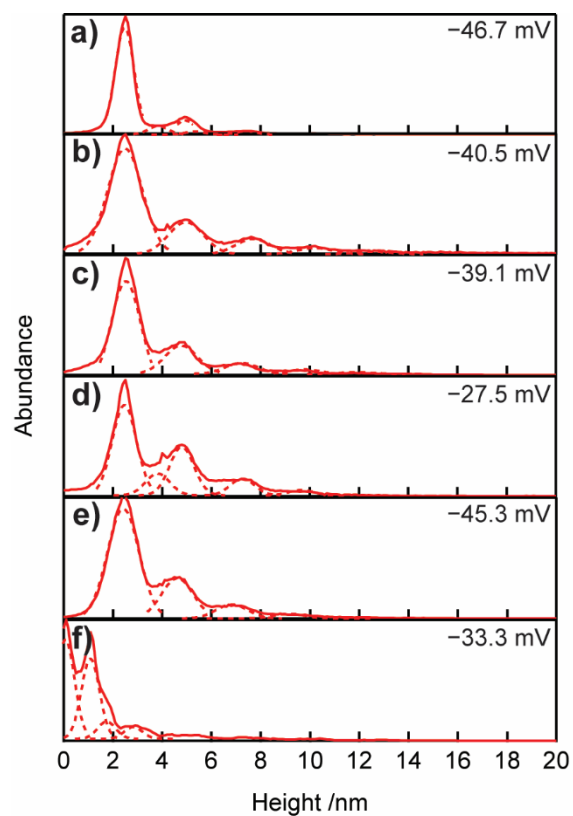 a) −46.7 mV
b) −40.5 mV
c) −39.1 mV
d) −27.5 mV
e) −45.3 mV
f) −33.3 mV
Abundance
0 2 4 6 8 10 12 14 16 18 20
Height /nm